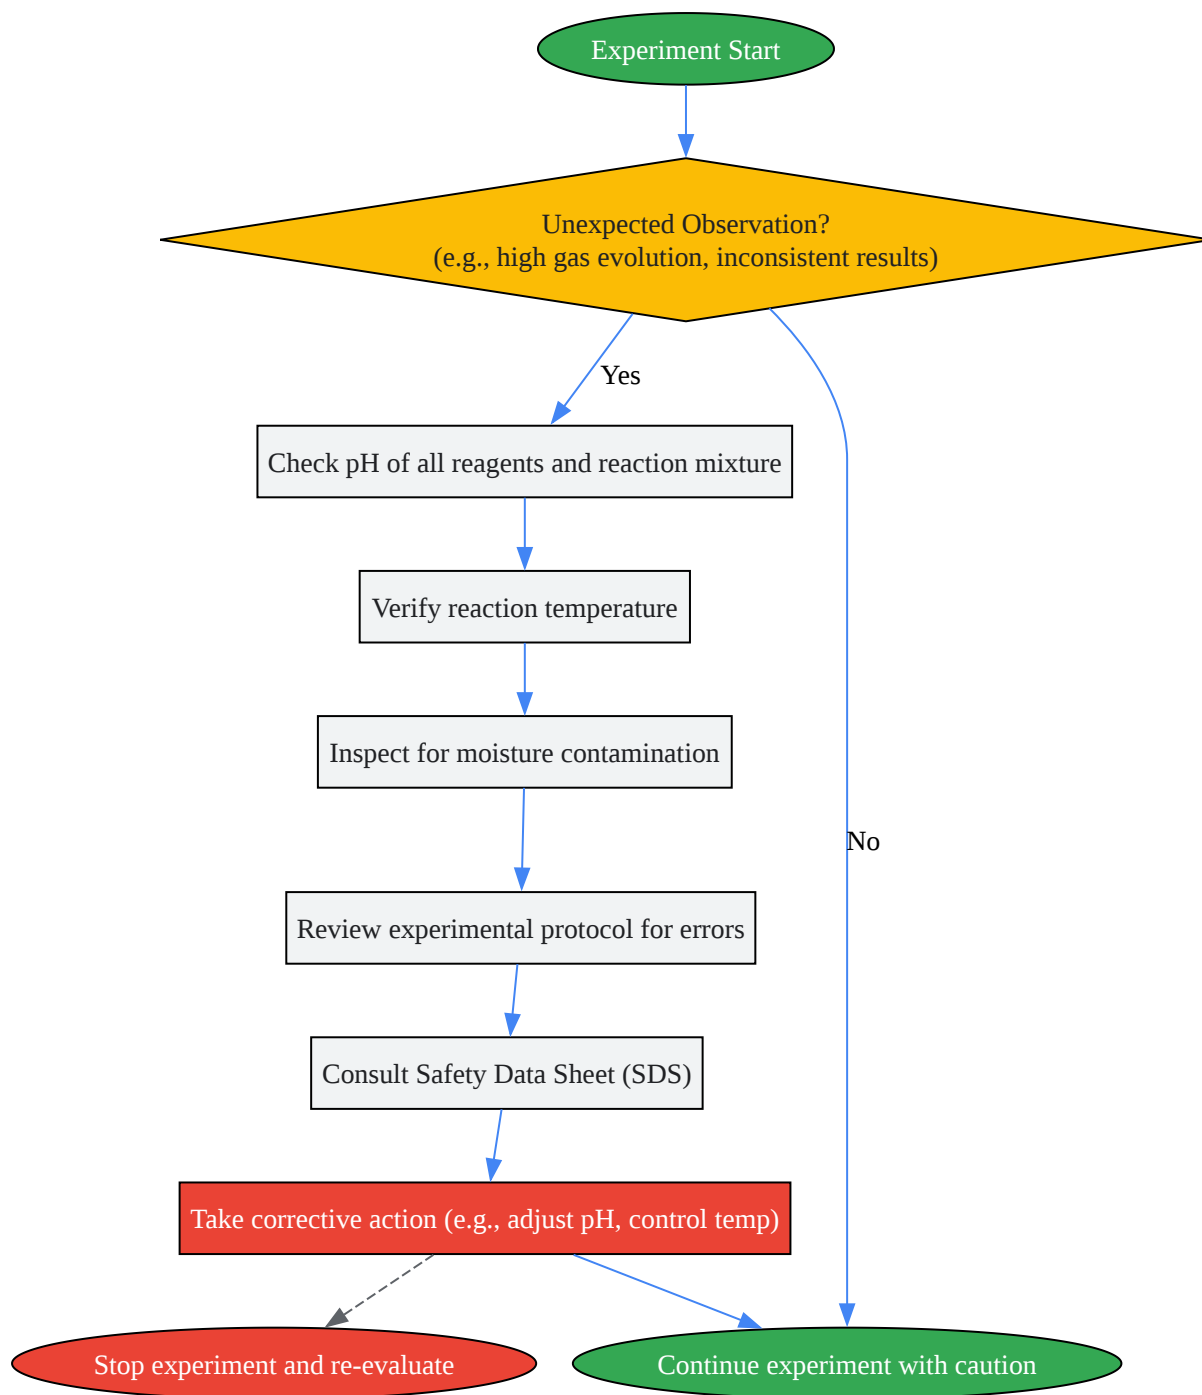 Experiment Start
Unexpected Observation?
(e.g., high gas evolution, inconsistent results)
Yes
Check pH of all reagents and reaction mixture
Verify reaction temperature
Inspect for moisture contamination
No
Review experimental protocol for errors
Consult Safety Data Sheet (SDS)
Take corrective action (e.g., adjust pH, control temp)
Stop experiment and re-evaluate
Continue experiment with caution